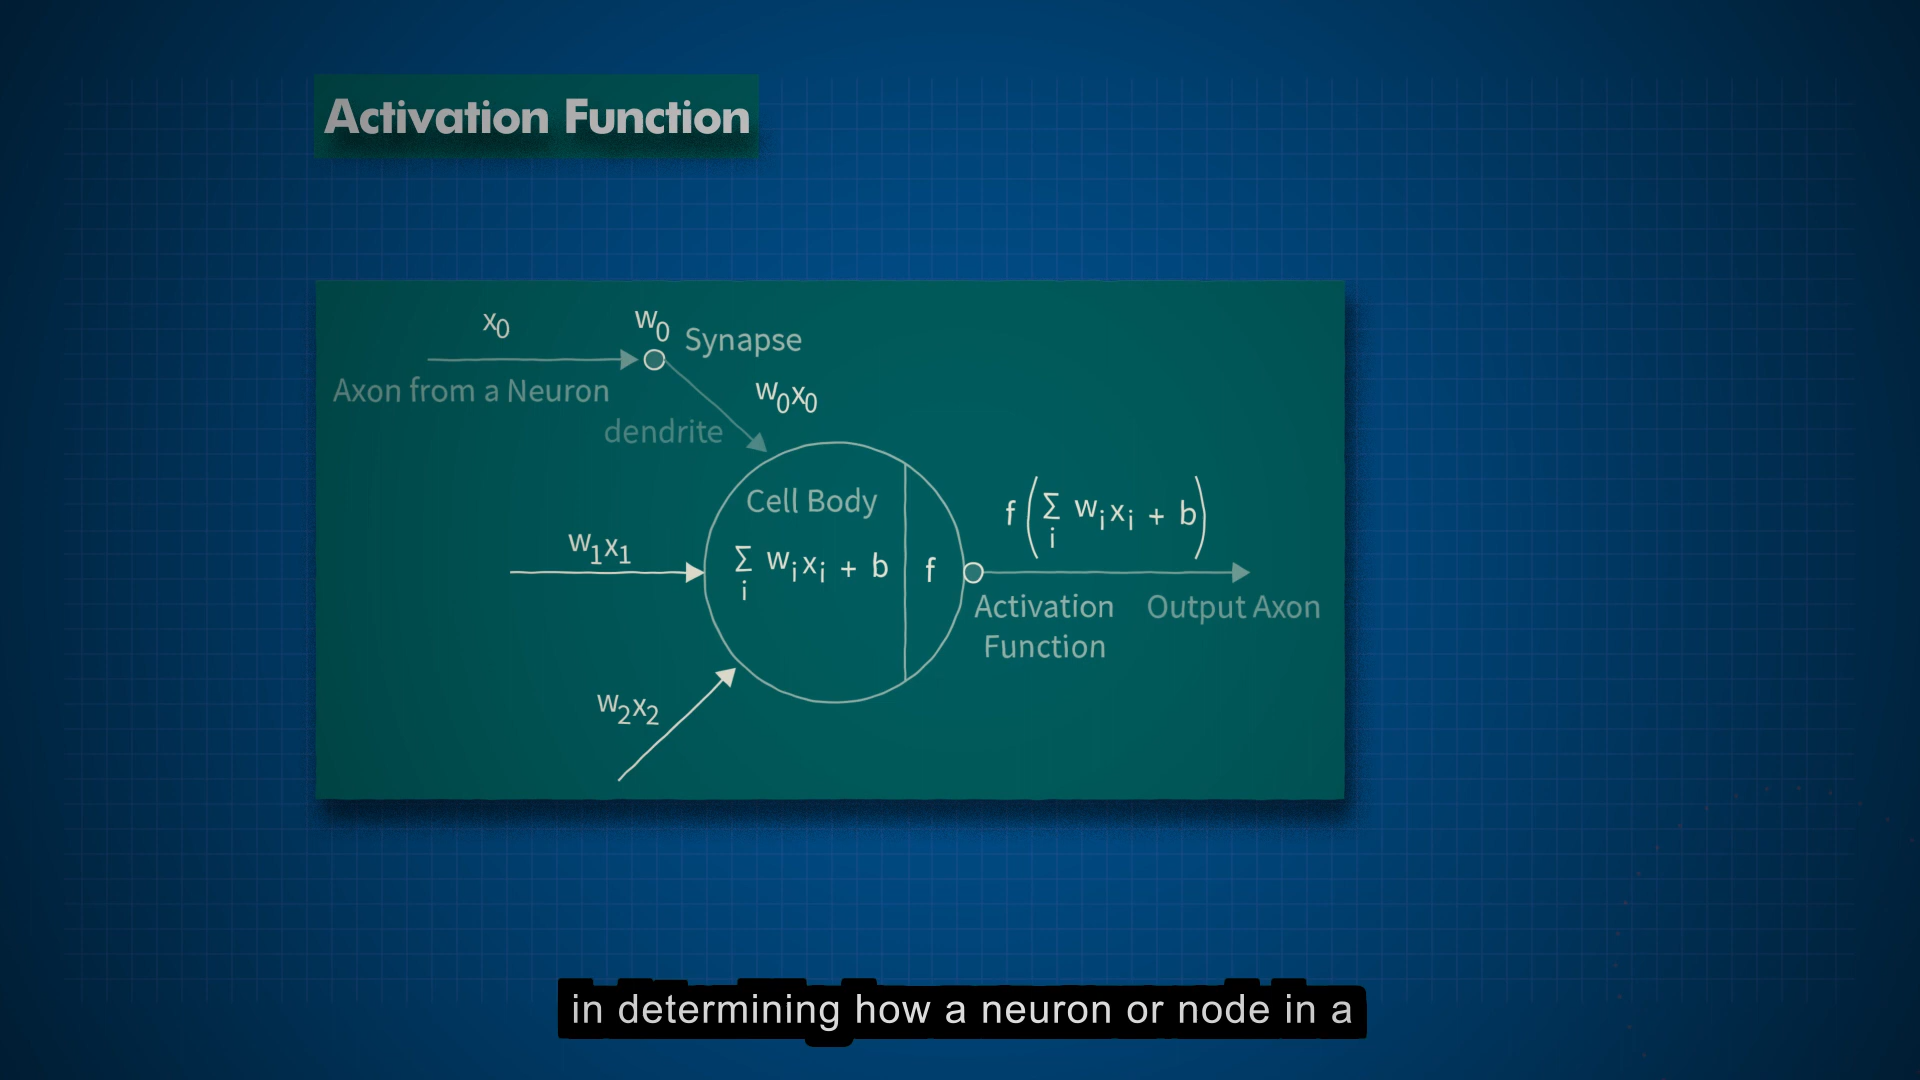 Activation Function
x0
w0
Synapse
Axon from a Neuron
w0x0
dendrite
Cell Body
w1x1
∑ wixi + b
i
f
f(∑ wixi + b)
i
Activation
Function
Output Axon
w2x2
in determining how a neuron or node in a